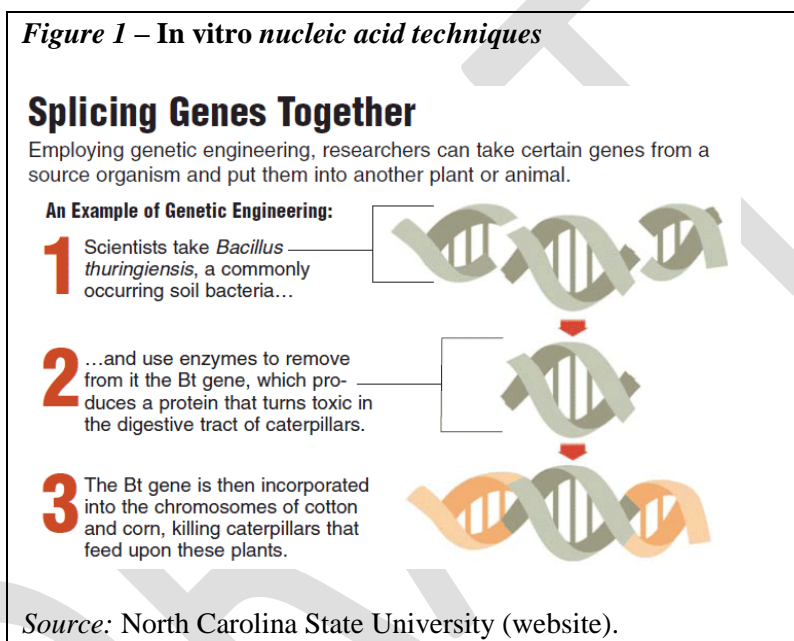 Figure 1 – In vitro nucleic acid techniques
Splicing Genes Together
Employing genetic engineering, researchers can take certain genes from a
source organism and put them into another plant or animal.
An Example of Genetic Engineering:
1 Scientists take Bacillus
thuringiensis, a commonly
occurring soil bacteria…
2 …and use enzymes to remove
from it the Bt gene, which pro-
duces a protein that turns toxic in
the digestive tract of caterpillars.
3 The Bt gene is then incorporated
into the chromosomes of cotton
and corn, killing caterpillars that
feed upon these plants.
Source: North Carolina State University (website).